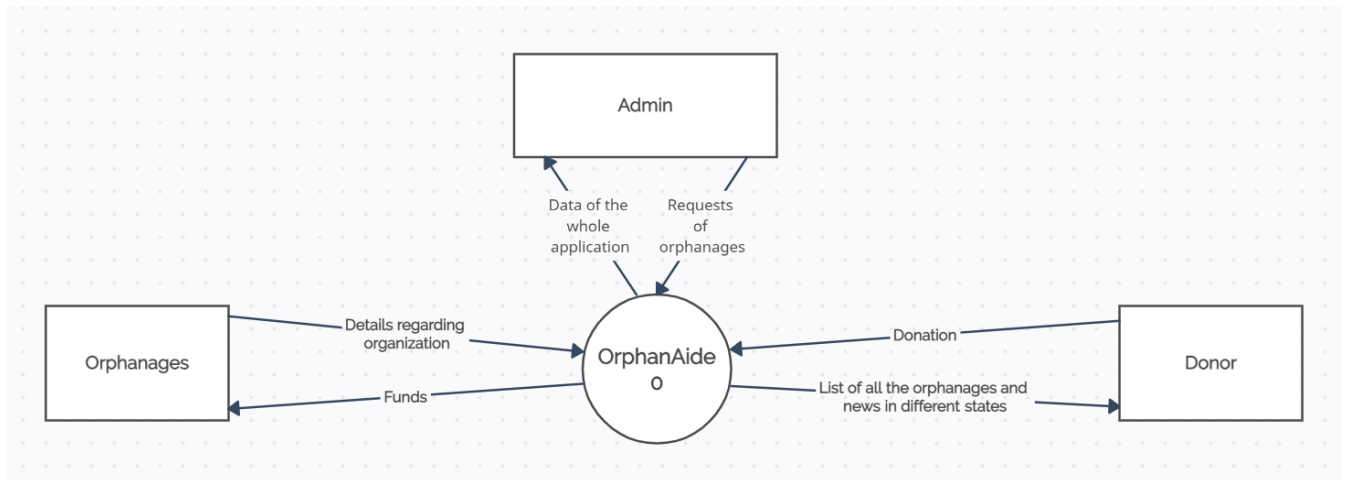 Admin
Data of the
whole
application
Requests
of
orphanages
Orphanages
Details regarding
organization
Funds
OrphanAide
0
Donation
List of all the orphanages and
news in different states
Donor